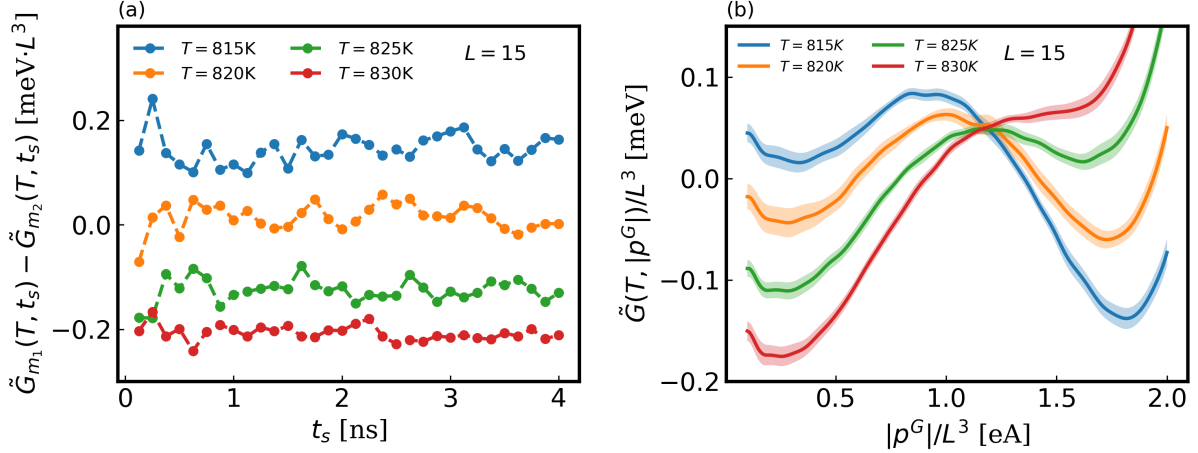 (a)
T = 815K
T = 820K
T = 825K
T = 830K
L = 15
G̃ₘ₁(T, tₛ) − G̃ₘ₂(T, tₛ) [meV·L³]
0.2
0.0
−0.2
0
1
2
3
4
tₛ [ns]
(b)
T = 815K
T = 820K
T = 825K
T = 830K
L = 15
G̃(T, |pᴳ|)/L³ [meV]
0.1
0.0
−0.1
−0.2
0.5
1.0
1.5
2.0
|pᴳ|/L³ [eA]